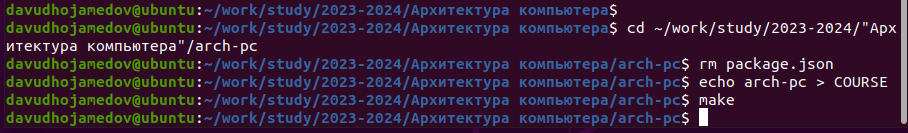 davudhojamedov@ubuntu:~/work/study/2023-2024/Архитектура компьютера$
davudhojamedov@ubuntu:~/work/study/2023-2024/Архитектура компьютера$ cd ~/work/study/2023-2024/"Арх
итектура компьютера"/arch-pc
davudhojamedov@ubuntu:~/work/study/2023-2024/Архитектура компьютера/arch-pc$ rm package.json
davudhojamedov@ubuntu:~/work/study/2023-2024/Архитектура компьютера/arch-pc$ echo arch-pc > COURSE
davudhojamedov@ubuntu:~/work/study/2023-2024/Архитектура компьютера/arch-pc$ make
davudhojamedov@ubuntu:~/work/study/2023-2024/Архитектура компьютера/arch-pc$